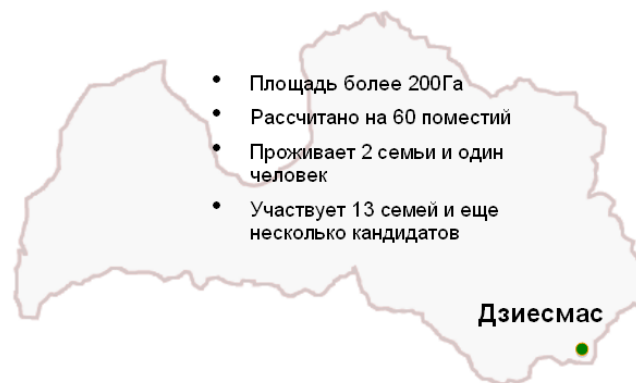 • Площадь более 200Га
• Рассчитано на 60 поместий
• Проживает 2 семьи и один
человек
• Участвует 13 семей и еще
несколько кандидатов
Дзиесмас